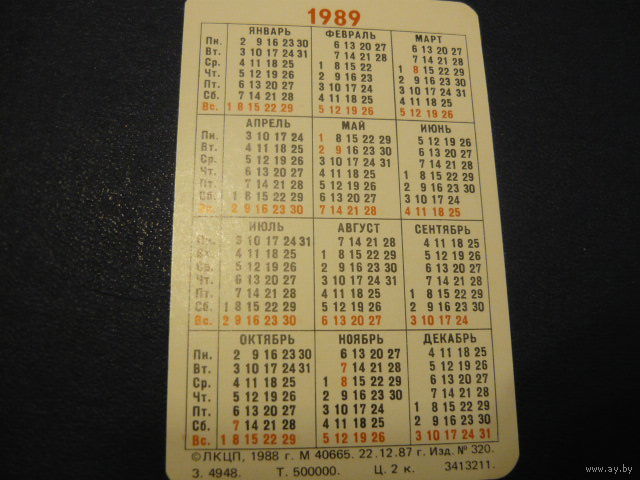 1989
ЯНВАРЬ ФЕВРАЛЬ МАРТ
Пн. 2 9 16 23 30 6 13 20 27 6 13 20 27
Вт. 3 10 17 24 31 7 14 21 28 7 14 21 28
Ср. 4 11 18 25 1 8 15 22 1 8 15 22 29
Чт. 5 12 19 26 2 9 16 23 2 9 16 23 30
Пт. 6 13 20 27 3 10 17 24 3 10 17 24 31
Сб. 7 14 21 28 4 11 18 25 4 11 18 25
Вс. 1 8 15 22 29 5 12 19 26 5 12 19 26
АПРЕЛЬ МАЙ ИЮНЬ
Пн. 3 10 17 24 1 8 15 22 29 5 12 19 26
Вт. 4 11 18 25 2 9 16 23 30 6 13 20 27
Ср. 5 12 19 26 3 10 17 24 31 7 14 21 28
Чт. 6 13 20 27 4 11 18 25 1 8 15 22 29
Пт. 7 14 21 28 5 12 19 26 2 9 16 23 30
Сб. 1 8 15 22 29 6 13 20 27 3 10 17 24
Вс. 2 9 16 23 30 7 14 21 28 4 11 18 25
ИЮЛЬ АВГУСТ СЕНТЯБРЬ
Пн. 3 10 17 24 31 7 14 21 28 4 11 18 25
Вт. 4 11 18 25 1 8 15 22 29 5 12 19 26
Ср. 5 12 19 26 2 9 16 23 30 6 13 20 27
Чт. 6 13 20 27 3 10 17 24 31 7 14 21 28
Пт. 7 14 21 28 4 11 18 25 1 8 15 22 29
Сб. 1 8 15 22 29 5 12 19 26 2 9 16 23 30
Вс. 2 9 16 23 30 6 13 20 27 3 10 17 24
ОКТЯБРЬ НОЯБРЬ ДЕКАБРЬ
Пн. 2 9 16 23 30 6 13 20 27 4 11 18 25
Вт. 3 10 17 24 31 7 14 21 28 5 12 19 26
Ср. 4 11 18 25 1 8 15 22 29 6 13 20 27
Чт. 5 12 19 26 2 9 16 23 30 7 14 21 28
Пт. 6 13 20 27 3 10 17 24 1 8 15 22 29
Сб. 7 14 21 28 4 11 18 25 2 9 16 23 30
Вс. 1 8 15 22 29 5 12 19 26 3 10 17 24 31
©ЛКЦП, 1988 г. М 40665. 22.12.87 г. Изд. № 320.
З. 4948. Т. 500000. Ц. 2 к. 3413211.
www.ay.by